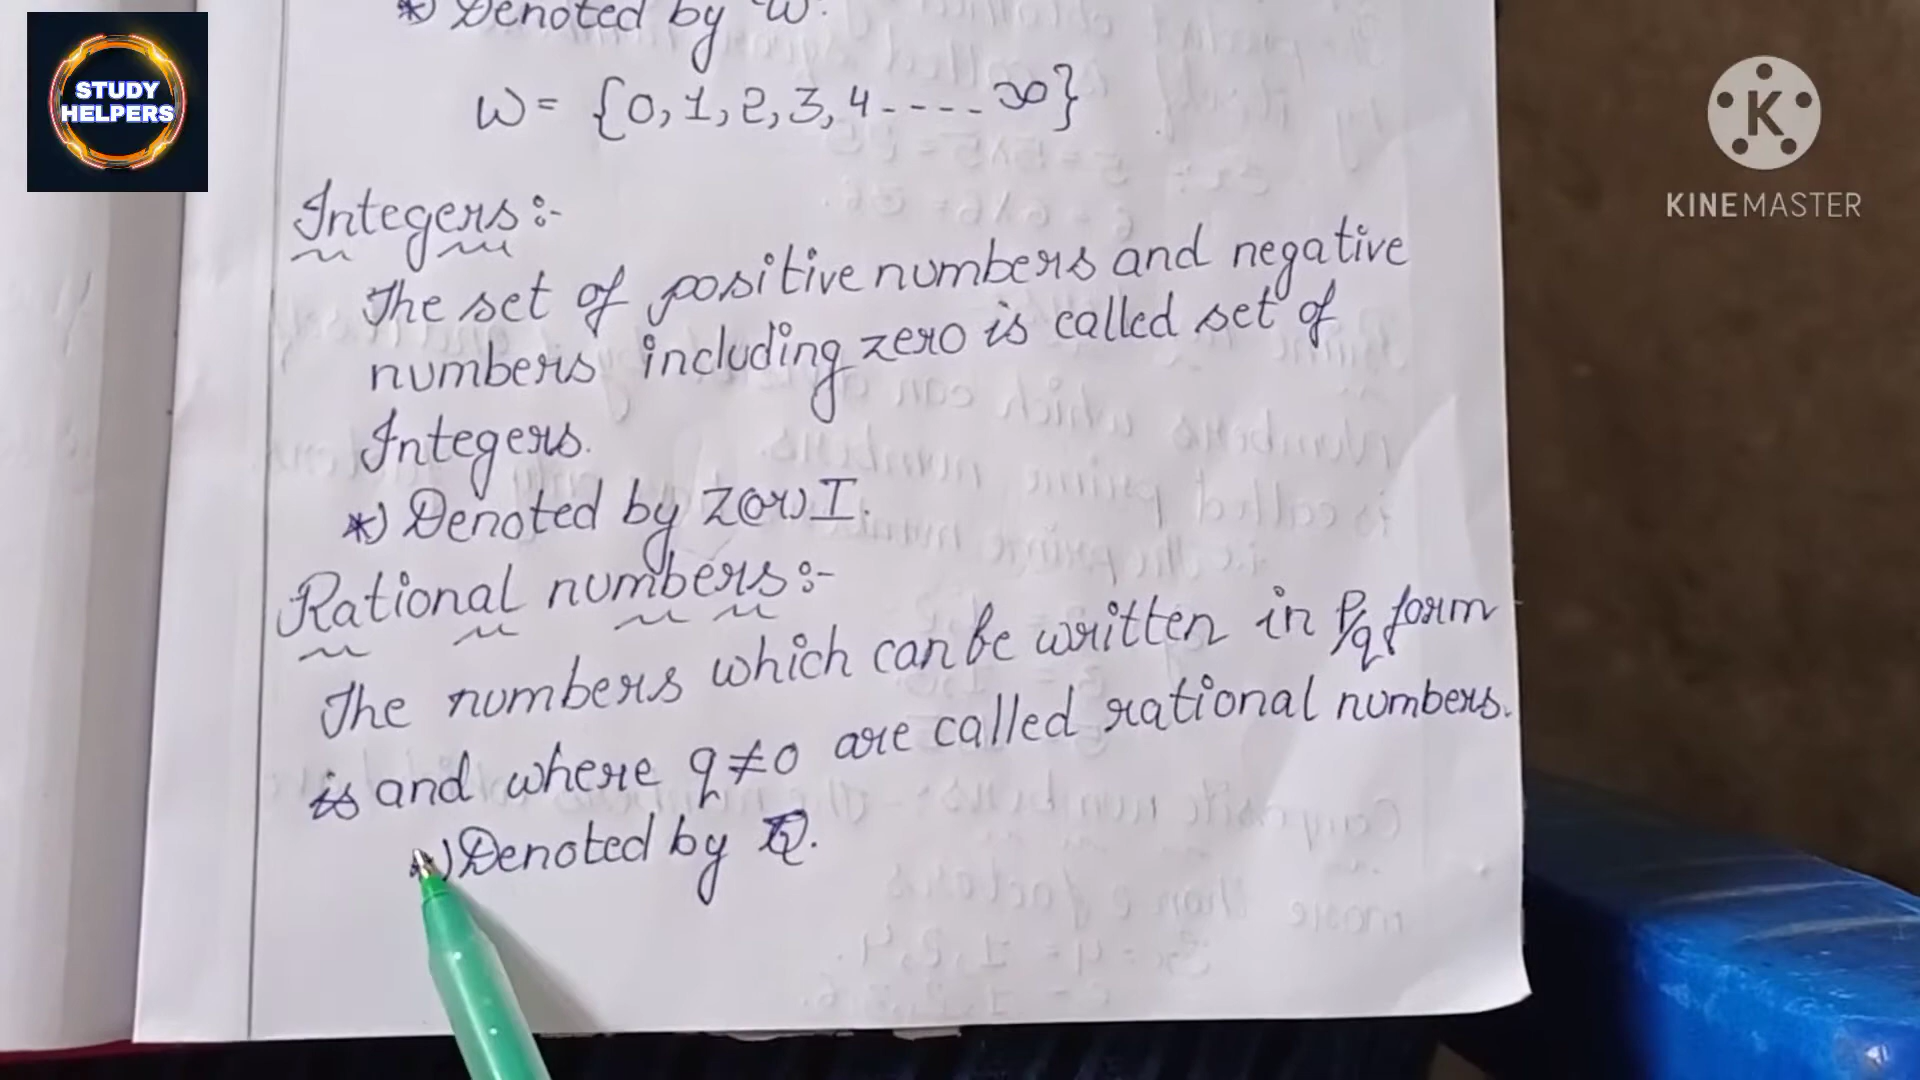 *) Denoted by W.
W = {0, 1, 2, 3, 4 - - - - ∞}
Integers :-
The set of positive numbers and negative
numbers including zero is called set of
Integers.
*) Denoted by Z (or) I.
Rational numbers :-
The numbers which can be written in P/q form
is and where q ≠ 0 are called rational numbers.
*) Denoted by Q.
STUDY
HELPERS
K
KINEMASTER